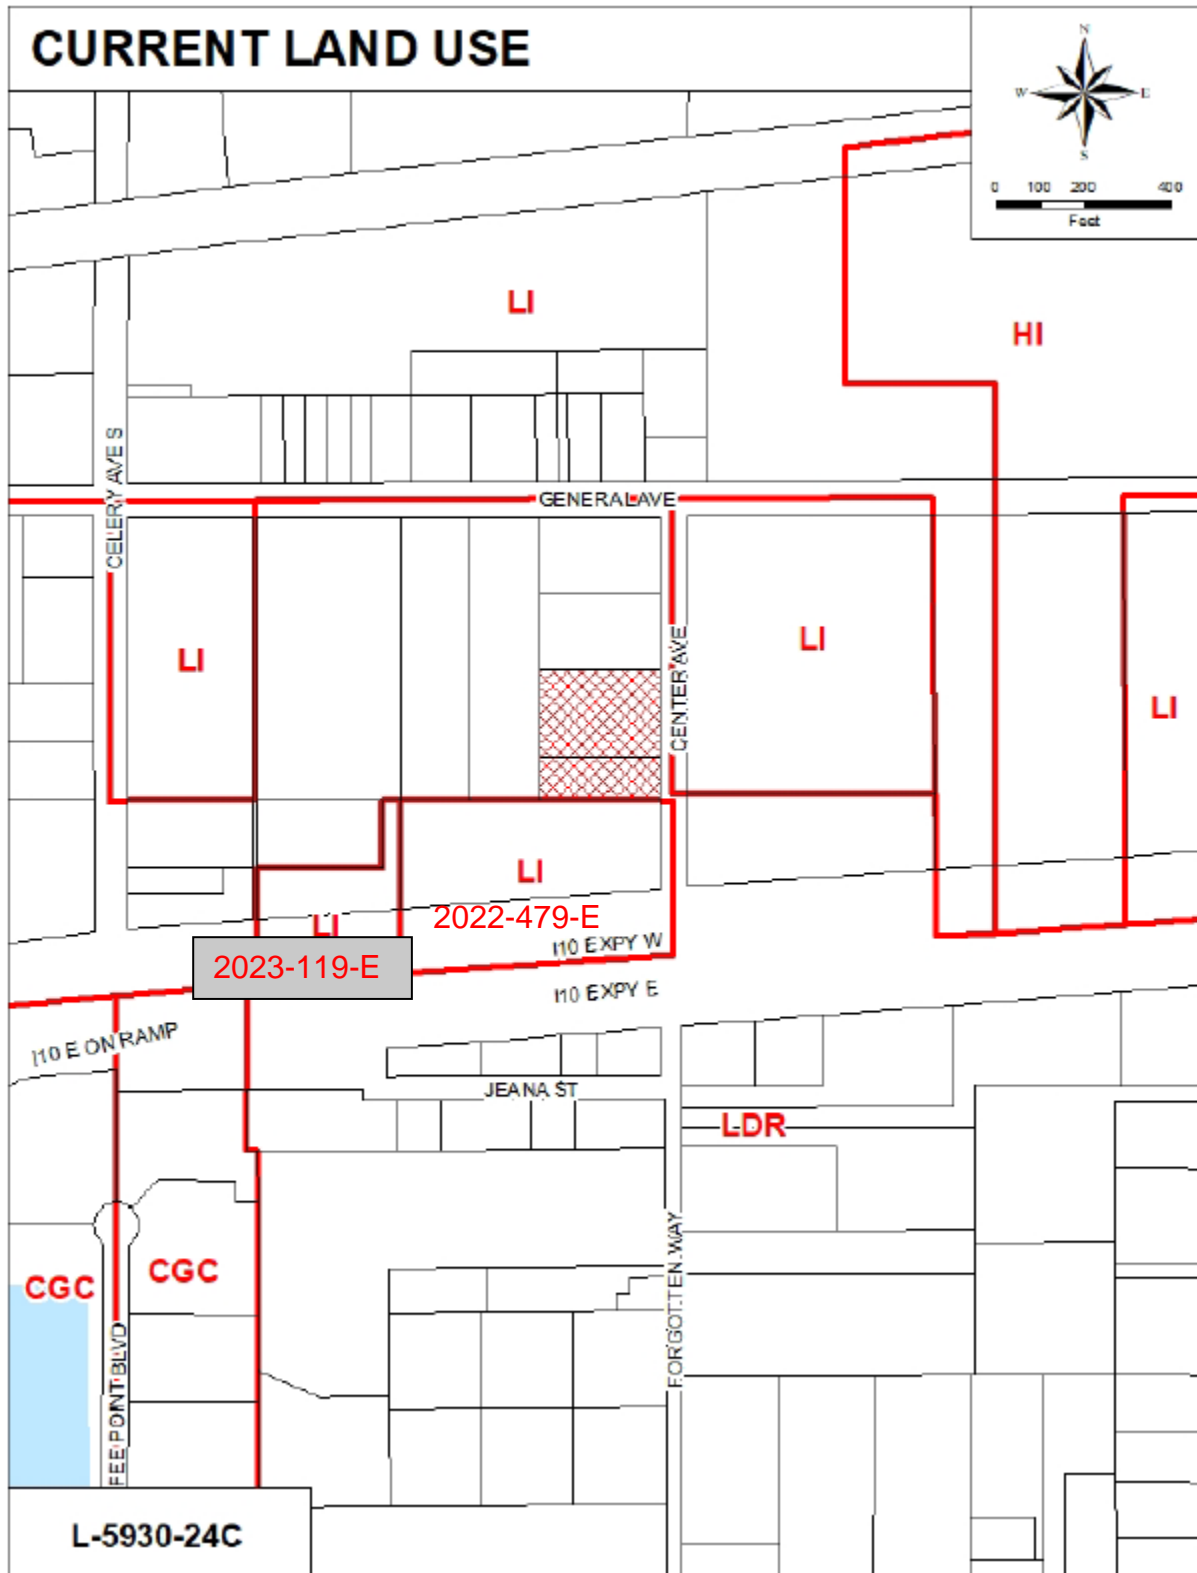 CURRENT LAND USE
N
W E
S
0 100 200 400
Feet
LI
HI
CELERY AVE S
GENERAL AVE
LI
CENTER AVE
LI
LI
LI
2022-479-E
LI
I10 EXPY W
2023-119-E
I10 EXPY E
I10 E ON RAMP
JEANA ST
LDR
FORGOTTEN WAY
CGC
CGC
FEE POINT BLVD
L-5930-24C